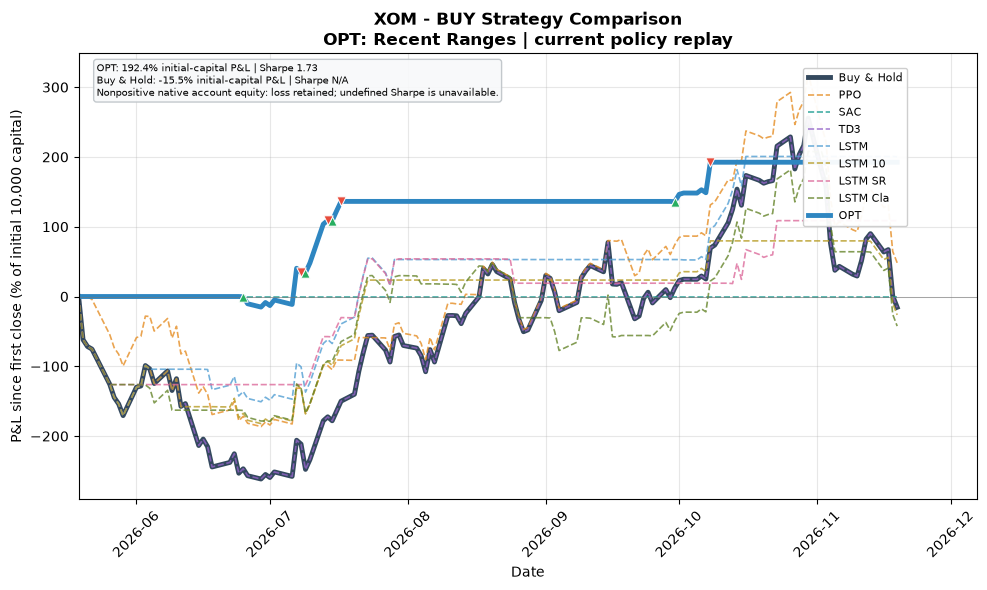 XOM - BUY Strategy Comparison
OPT: Recent Ranges | current policy replay
OPT: 192.4% initial-capital P&L | Sharpe 1.73
Buy & Hold: -15.5% initial-capital P&L | Sharpe N/A
Nonpositive native account equity: loss retained; undefined Sharpe is unavailable.
Buy & Hold
PPO
SAC
TD3
LSTM
LSTM 10
LSTM SR
LSTM Cla
OPT
P&L since first close (% of initial 10,000 capital)
300
200
100
0
−100
−200
2026-06
2026-07
2026-08
2026-09
2026-10
2026-11
2026-12
Date